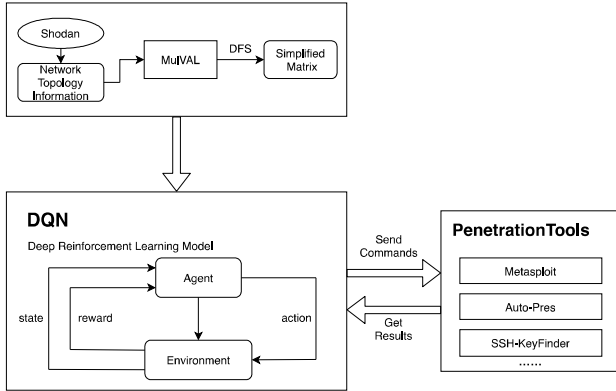 Shodan
Network
Topology
Information
MulVAL
DFS
Simplified
Matrix
DQN
Deep Reinforcement Learning Model
Agent
state
reward
action
Environment
Send
Commands
Get
Results
PenetrationTools
Metasploit
Auto-Pres
SSH-KeyFinder
......